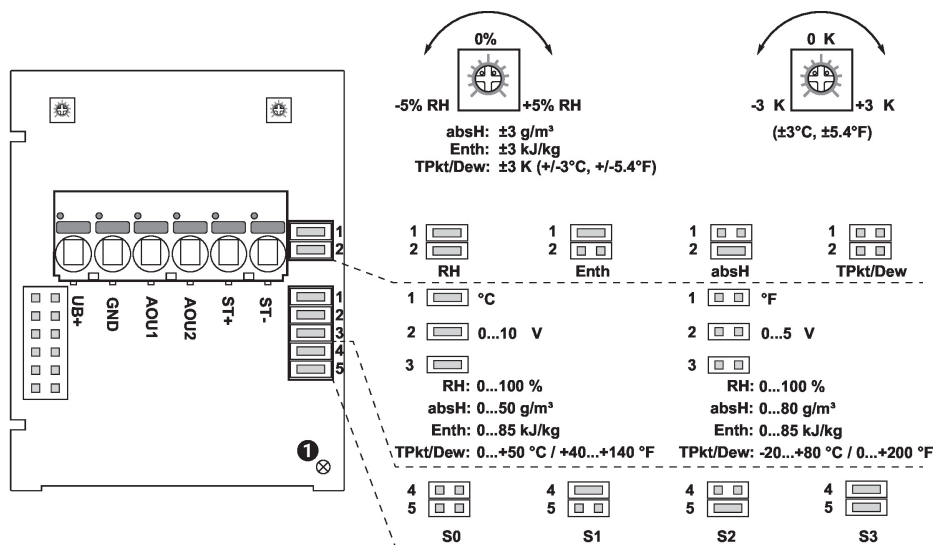 0%
-5% RH +5% RH
absH: ±3 g/m³
Enth: ±3 kJ/kg
TPkt/Dew: ±3 K (+/-3°C, +/-5.4°F)
0 K
-3 K +3 K
(±3°C, ±5.4°F)
1
2
UB+
GND
AOU1
AOU2
ST+
ST-
1
2
3
4
5
1
1
2
RH
1
2
Enth
1
2
absH
1
2
TPkt/Dew
1 °C
2 0...10 V
3
RH: 0...100 %
absH: 0...50 g/m³
Enth: 0...85 kJ/kg
TPkt/Dew: 0...+50 °C / +40...+140 °F
1 °F
2 0...5 V
3
RH: 0...100 %
absH: 0...80 g/m³
Enth: 0...85 kJ/kg
TPkt/Dew: -20...+80 °C / 0...+200 °F
4
5
S0
4
5
S1
4
5
S2
4
5
S3